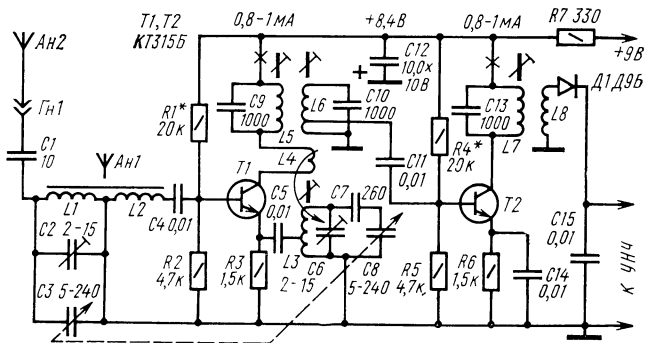 Ан2
Т1, Т2
КТ315Б
0,8-1мА
+8,4В
0,8-1мА
R7 330
+9В
Гн1
C1
10
Ан1
R1*
20к
C9
1000
L6
C10
1000
+
C12
10,0×
10В
R4*
20к
C13
1000
L7
L8
Д1 Д9Б
L5
L4
C11
0,01
T1
T2
L1
L2
C2 2-15
C3 5-240
C4 0,01
C5
0,01
C7 260
R2
4,7к
R3
1,5к
L3
2-15
C6
C8
5-240
R5
4,7к
R6
1,5к
C14
0,01
C15
0,01
К УНЧ